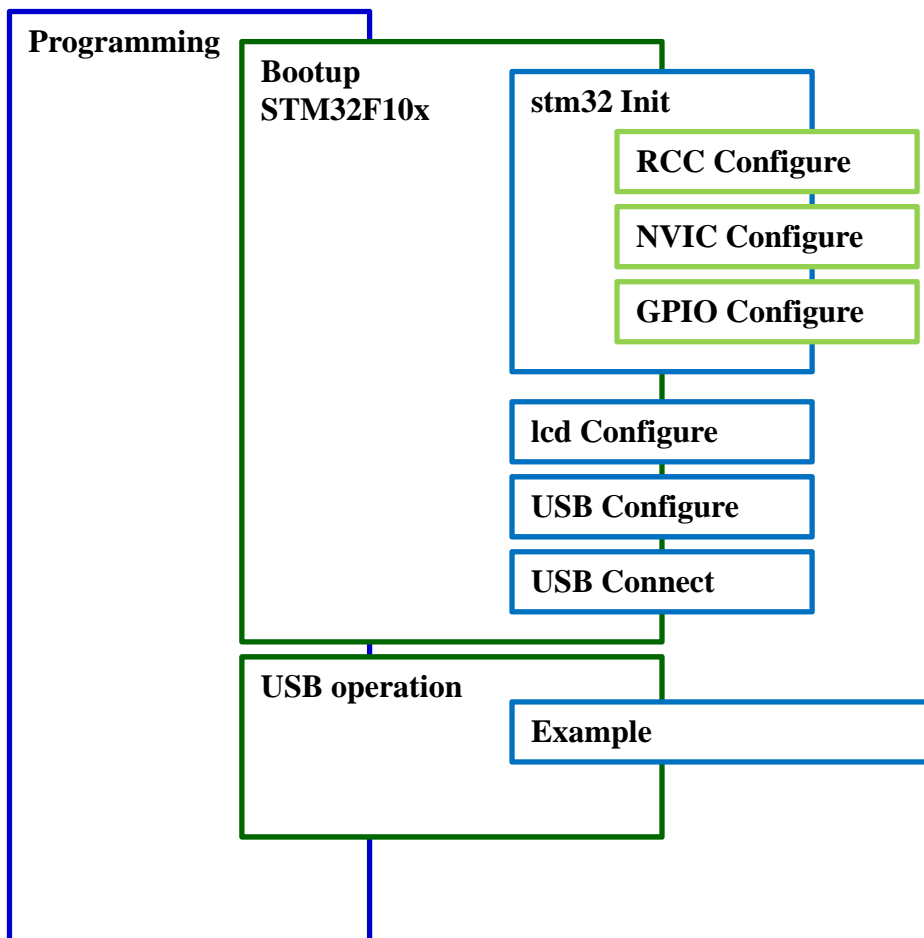 Programming
Bootup
STM32F10x
stm32 Init
RCC Configure
NVIC Configure
GPIO Configure
lcd Configure
USB Configure
USB Connect
USB operation
Example